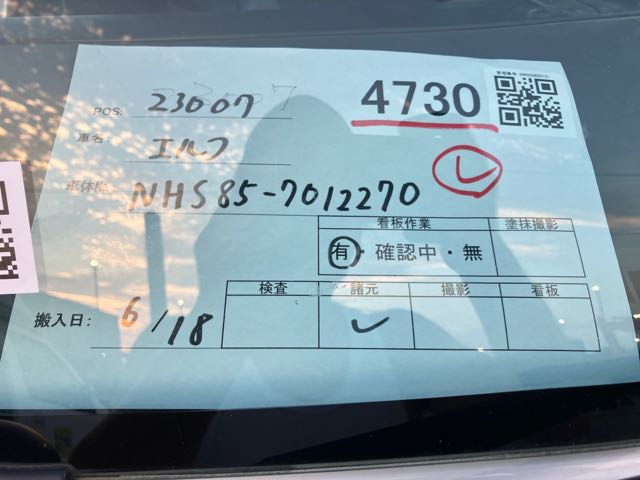 POS: 23007 4730
車名: エルフ
車体№ NHS85-7012270
看板作業 塗抹撮影
有・確認中・無
検査 諸元 撮影 看板
搬入日: 6/18